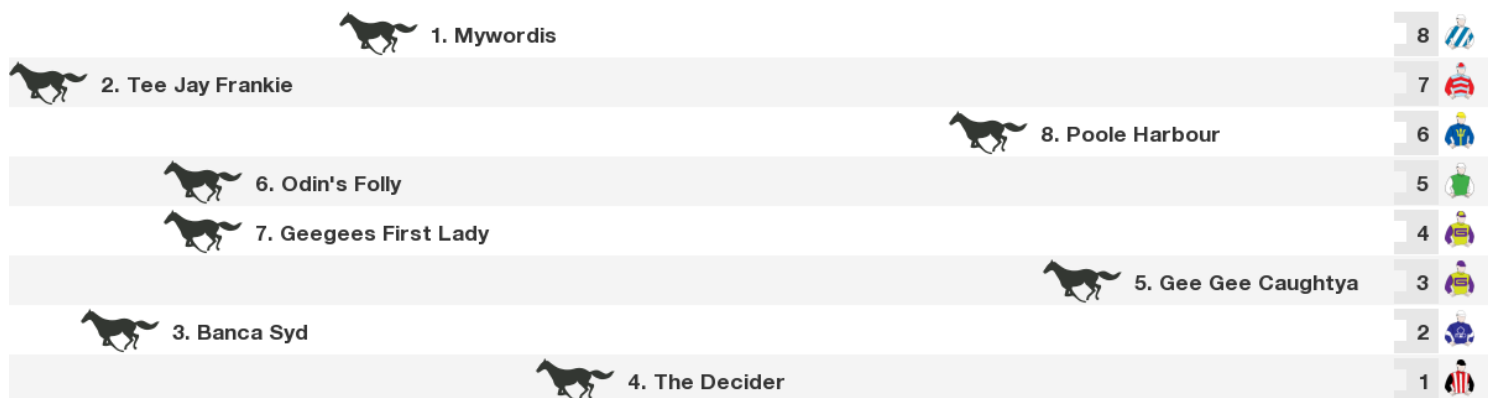 1. Mywordis 8
2. Tee Jay Frankie 7
8. Poole Harbour 6
6. Odin's Folly 5
7. Geegees First Lady 4
5. Gee Gee Caughtya 3
3. Banca Syd 2
4. The Decider 1